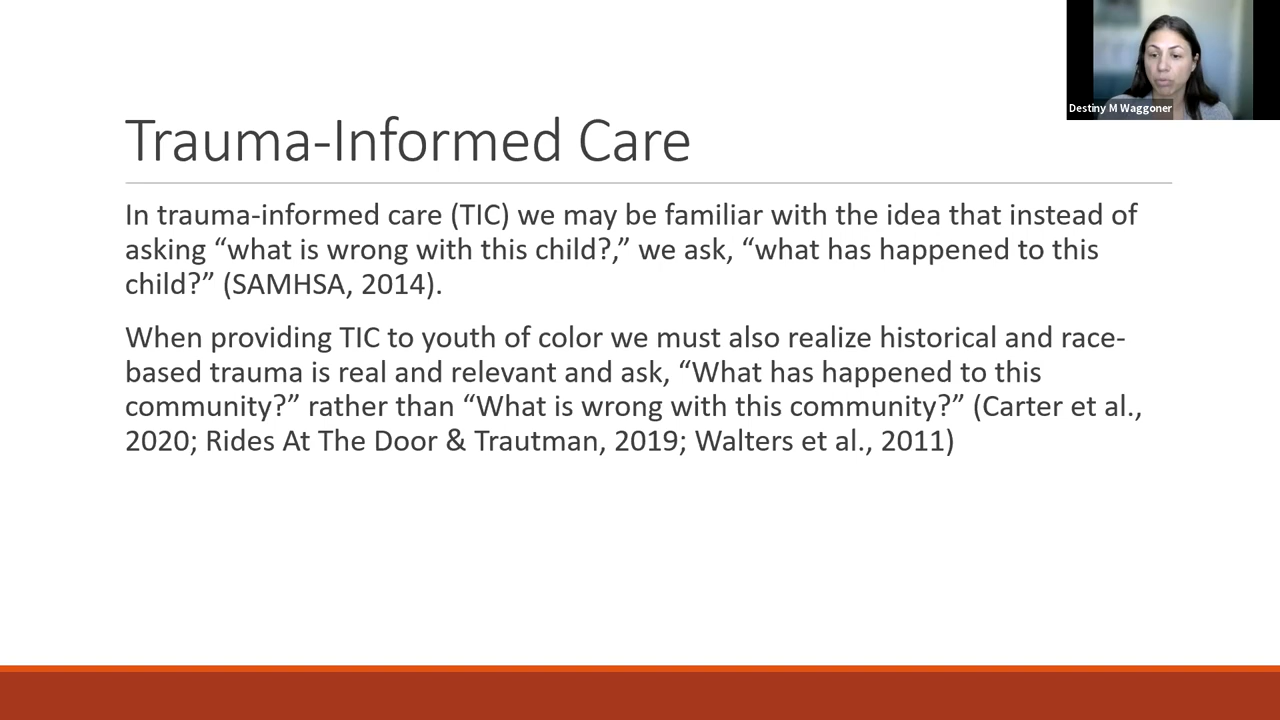 Destiny M Waggoner
Trauma-Informed Care
In trauma-informed care (TIC) we may be familiar with the idea that instead of
asking “what is wrong with this child?,” we ask, “what has happened to this
child?” (SAMHSA, 2014).
When providing TIC to youth of color we must also realize historical and race-
based trauma is real and relevant and ask, “What has happened to this
community?” rather than “What is wrong with this community?” (Carter et al.,
2020; Rides At The Door & Trautman, 2019; Walters et al., 2011)